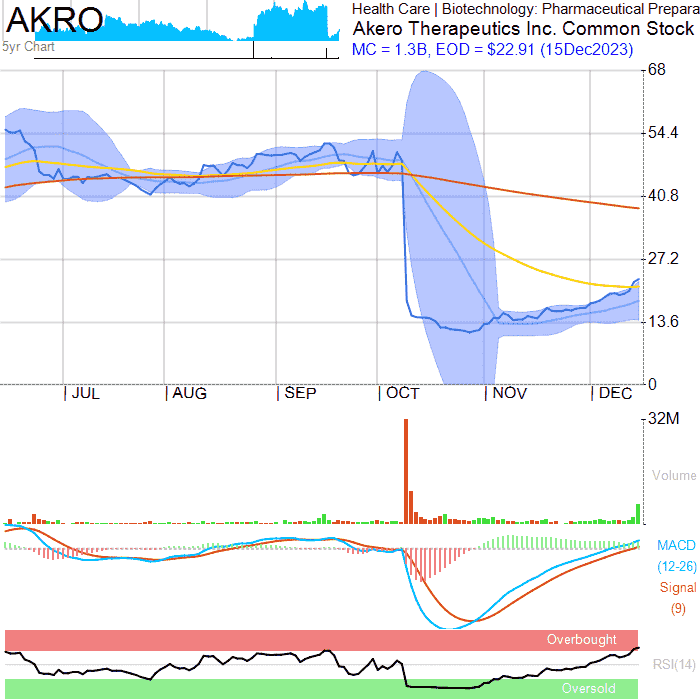 AKRO
5yr Chart
Health Care | Biotechnology: Pharmaceutical Prepara
Akero Therapeutics Inc. Common Stock
MC = 1.3B, EOD = $22.91 (15Dec2023)
68
54.4
40.8
27.2
13.6
0
| JUL | AUG | SEP | OCT | NOV | DEC
32M
Volume
MACD
(12-26)
Signal
(9)
Overbought
RSI(14)
Oversold